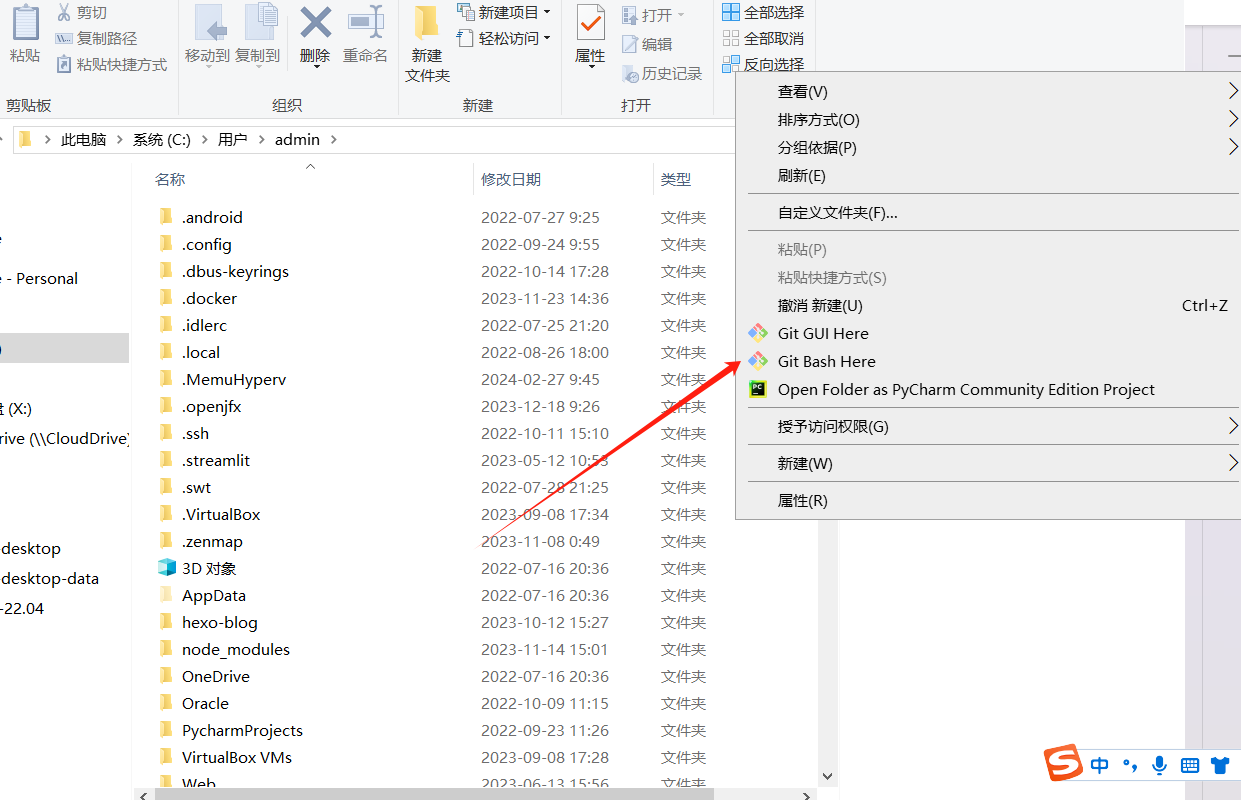 粘贴
剪切
复制路径
粘贴快捷方式
剪贴板
移动到
复制到
删除
重命名
组织
新建
文件夹
新建项目
轻松访问
新建
属性
打开
编辑
历史记录
打开
全部选择
全部取消
反向选择
此电脑 系统 (C:) 用户 admin
名称 修改日期 类型
.android 2022-07-27 9:25 文件夹
.config 2022-09-24 9:55 文件夹
.dbus-keyrings 2022-10-14 17:28 文件夹
.docker 2023-11-23 14:36 文件夹
.idlerc 2022-07-25 21:20 文件夹
.local 2022-08-26 18:00 文件夹
.MemuHyperv 2024-02-27 9:45 文件夹
.openjfx 2023-12-18 9:26 文件夹
.ssh 2022-10-11 15:10 文件夹
.streamlit 2023-05-12 10:53 文件夹
.swt 2022-07-28 21:25 文件夹
.VirtualBox 2023-09-08 17:34 文件夹
.zenmap 2023-11-08 0:49 文件夹
3D 对象 2022-07-16 20:36 文件夹
AppData 2022-07-16 20:36 文件夹
hexo-blog 2023-10-12 15:27 文件夹
node_modules 2023-11-14 15:01 文件夹
OneDrive 2022-07-16 20:36 文件夹
Oracle 2022-10-09 11:15 文件夹
PycharmProjects 2022-09-23 11:26 文件夹
VirtualBox VMs 2023-09-08 17:28 文件夹
Web 2023-06-13 15:56 文件夹
e - Personal
盘 (X:)
rive (\\CloudDrive)
-desktop
-desktop-data
-22.04
查看(V)
排序方式(O)
分组依据(P)
刷新(E)
自定义文件夹(F)...
粘贴(P)
粘贴快捷方式(S)
撤消 新建(U) Ctrl+Z
Git GUI Here
Git Bash Here
PC Open Folder as PyCharm Community Edition Project
授予访问权限(G)
新建(W)
属性(R)
S 中